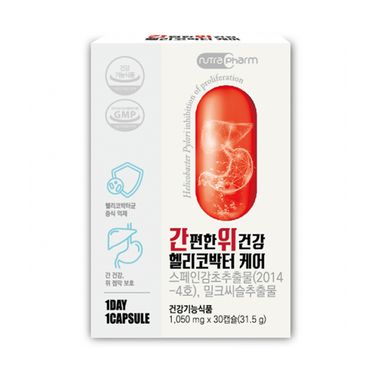 nutra pharm
건강
기능식품
GMP
Helicobacter Pylori inhibition of proliferation
헬리코박터균
증식 억제
간 건강,
위 점막 보호
간편한위건강
헬리코박터 케어
스페인감초추출물(2014
-4호), 밀크씨슬추출물
건강기능식품
1,050 mg x 30캡슐(31.5 g)
1DAY
1CAPSULE